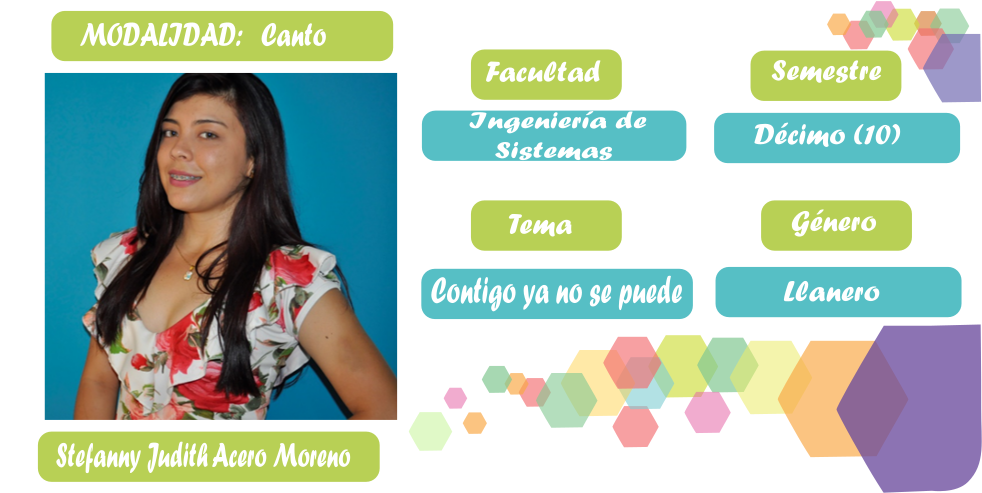 MODALIDAD: Canto
Facultad
Semestre
Ingeniería de
Sistemas
Décimo (10)
Tema
Género
Contigo ya no se puede
Llanero
Stefanny Judith Acero Moreno